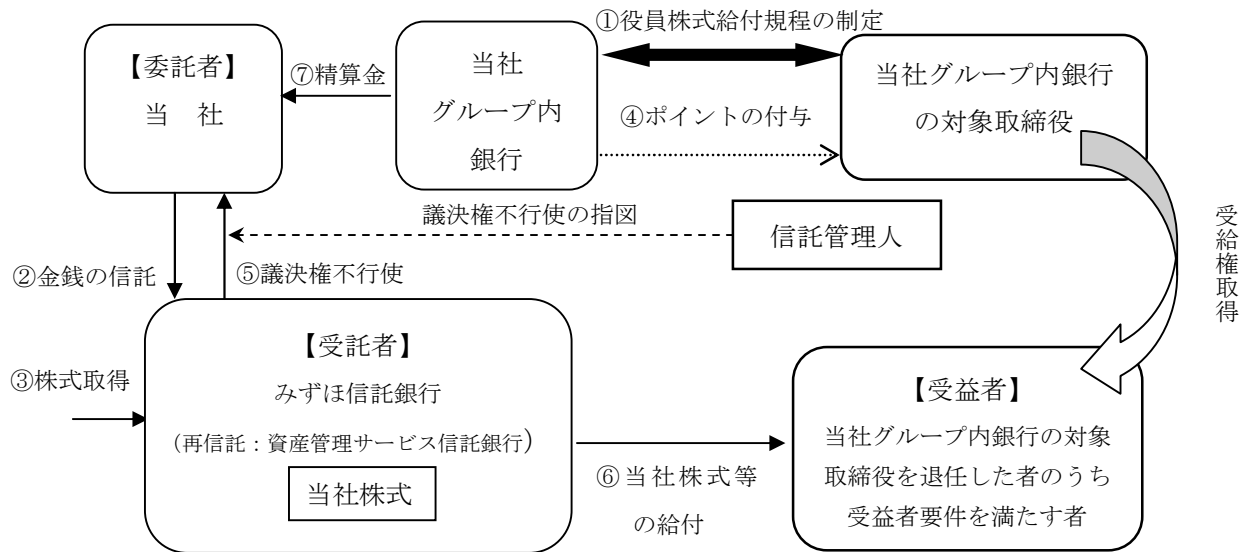 ①役員株式給付規程の制定
【委託者】
当 社
⑦精算金
当社
グループ内
銀行
④ポイントの付与
当社グループ内銀行
の対象取締役
議決権不行使の指図
信託管理人
受給権取得
②金銭の信託
⑤議決権不行使
③株式取得
【受託者】
みずほ信託銀行
(再信託：資産管理サービス信託銀行)
当社株式
⑥当社株式等
の給付
【受益者】
当社グループ内銀行の対象
取締役を退任した者のうち
受益者要件を満たす者